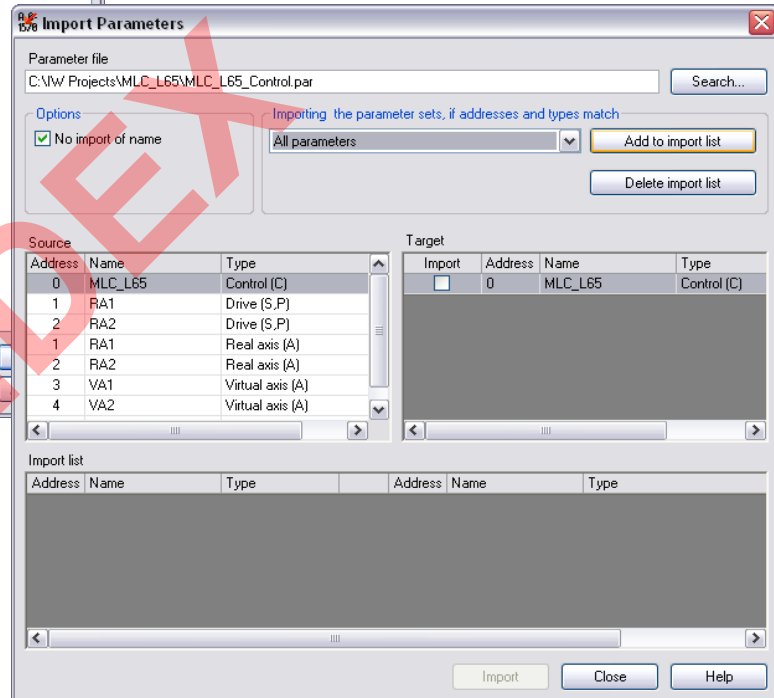 Import Parameters
Parameter file
C:\IW Projects\MLC_L65\MLC_L65_Control.par
Search...
Options
No import of name
Importing the parameter sets, if addresses and types match
All parameters
Add to import list
Delete import list
Source
Address Name Type
0 MLC_L65 Control (C)
1 RA1 Drive (S,P)
2 RA2 Drive (S,P)
1 RA1 Real axis (A)
2 RA2 Real axis (A)
3 VA1 Virtual axis (A)
4 VA2 Virtual axis (A)
Target
Import Address Name Type
0 MLC_L65 Control (C)
Import list
Address Name Type Address Name Type
Import Close Help
DEX